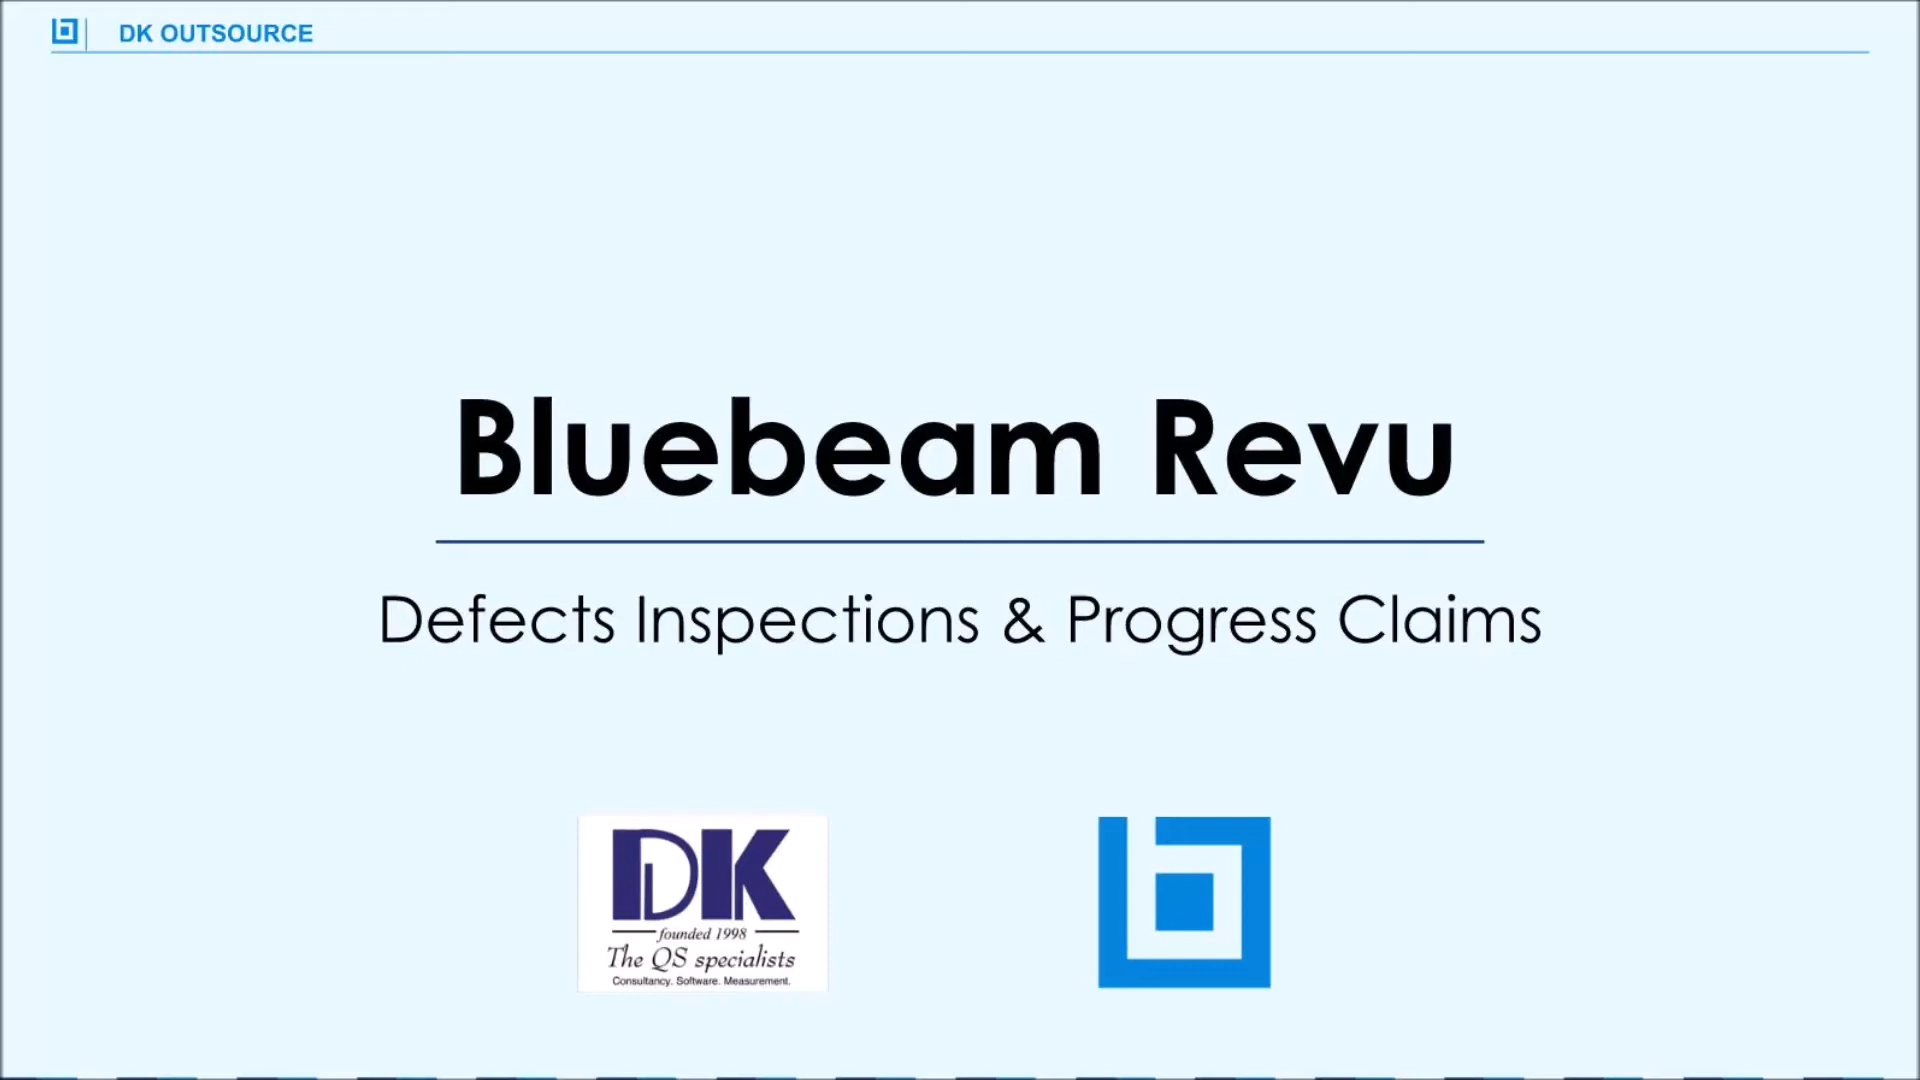 DK OUTSOURCE
Bluebeam Revu
Defects Inspections & Progress Claims
DK
founded 1998
The QS specialists
Consultancy. Software. Measurement.